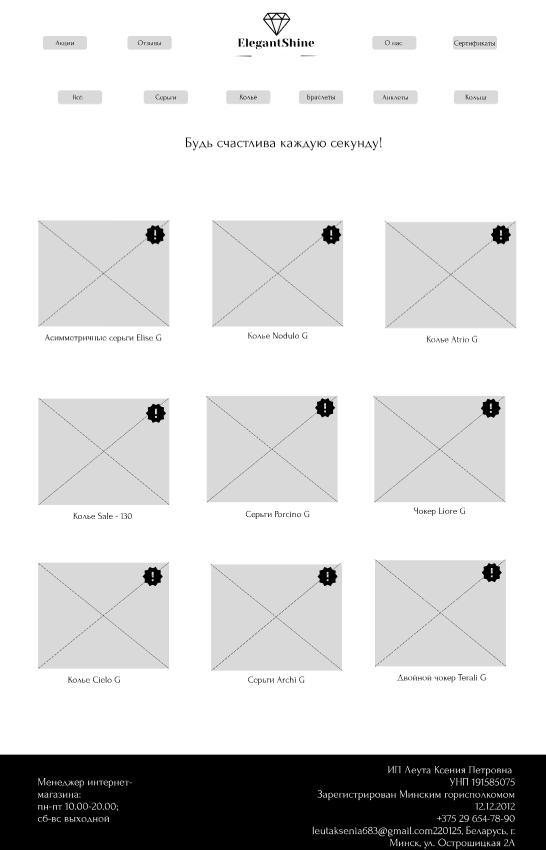 Акции
Отзывы
ElegantShine
О нас
Сертификаты
Все
Серьги
Колье
Браслеты
Анклеты
Кольца
Будь счастлива каждую секунду!
Асимметричные серьги Elise G
Колье Nodulo G
Колье Atrio G
Колье Sale - 130
Серьги Porcino G
Чокер Liore G
Колье Cielo G
Серьги Archi G
Двойной чокер Terali G
Менеджер интернет-
магазина:
пн-пт 10.00-20.00;
сб-вс выходной
ИП Леута Ксения Петровна
УНП 191585075
Зарегистрирован Минским горисполкомом
12.12.2012
+375 29 654-78-90
leutaksenia683@gmail.com220125, Беларусь, г.
Минск, ул. Острошицкая 2А